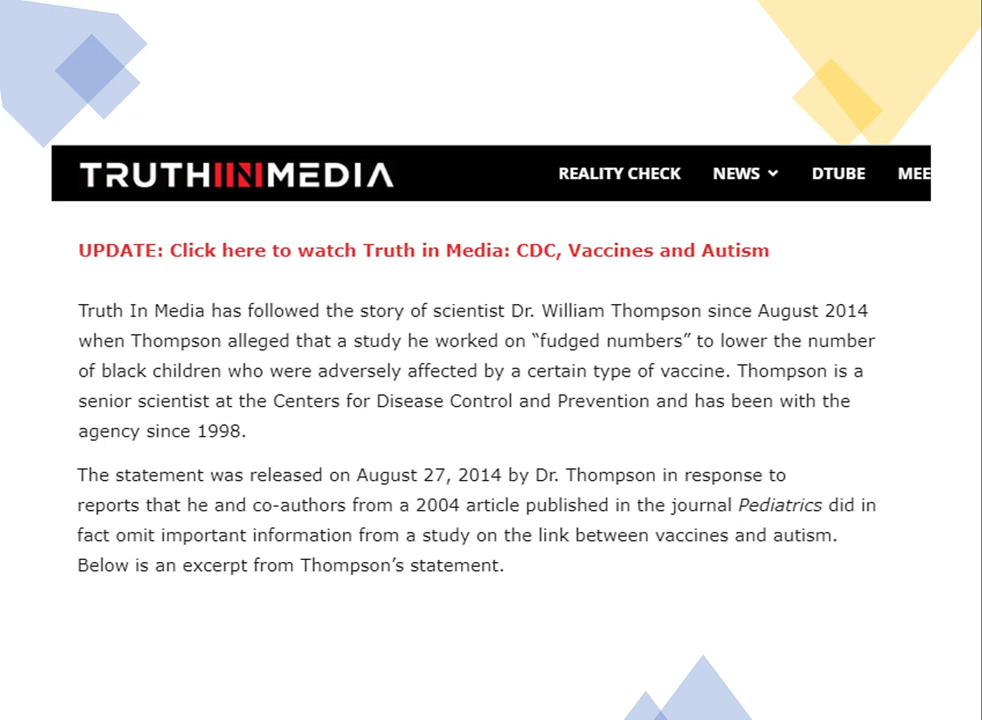 TRUTHINMEDIA REALITY CHECK NEWS DTUBE MEE
UPDATE: Click here to watch Truth in Media: CDC, Vaccines and Autism
Truth In Media has followed the story of scientist Dr. William Thompson since August 2014
when Thompson alleged that a study he worked on “fudged numbers” to lower the number
of black children who were adversely affected by a certain type of vaccine. Thompson is a
senior scientist at the Centers for Disease Control and Prevention and has been with the
agency since 1998.
The statement was released on August 27, 2014 by Dr. Thompson in response to
reports that he and co-authors from a 2004 article published in the journal Pediatrics did in
fact omit important information from a study on the link between vaccines and autism.
Below is an excerpt from Thompson’s statement.